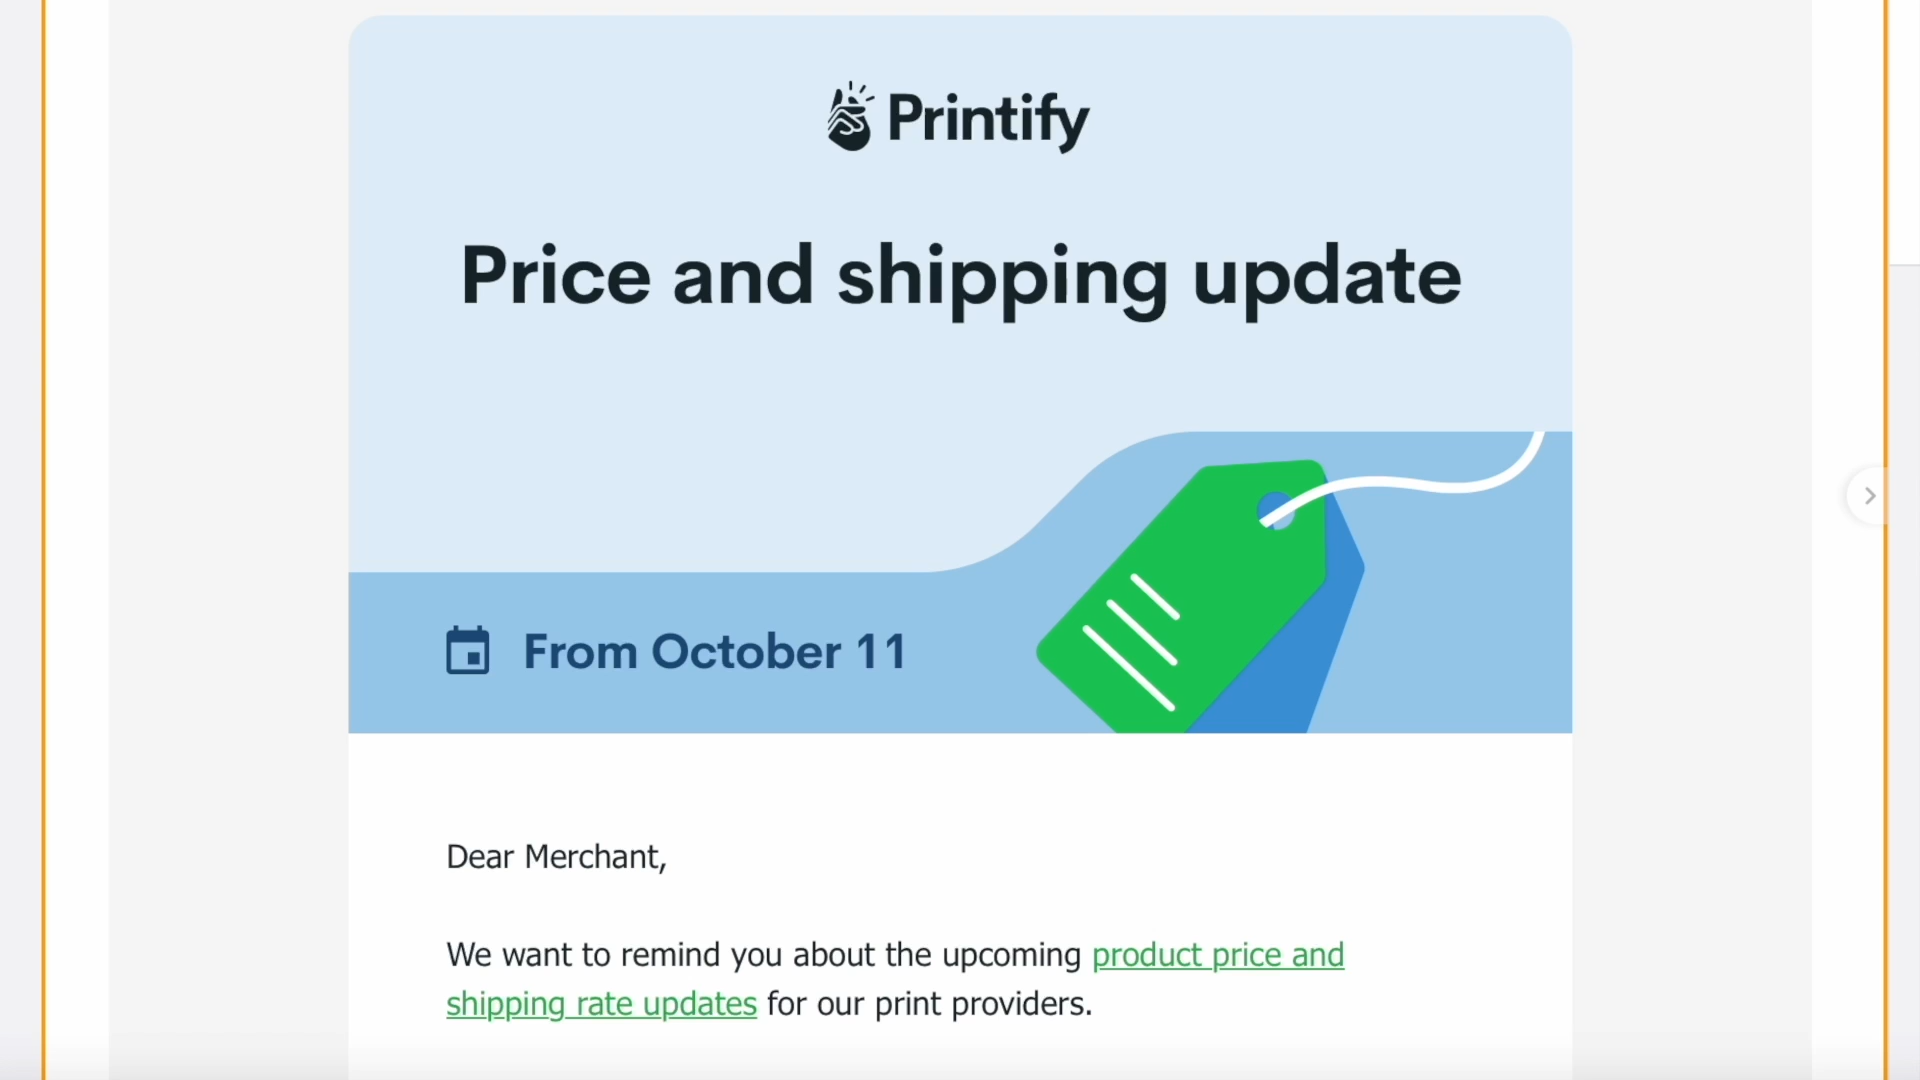 Printify
Price and shipping update
From October 11
Dear Merchant,
We want to remind you about the upcoming product price and
shipping rate updates for our print providers.